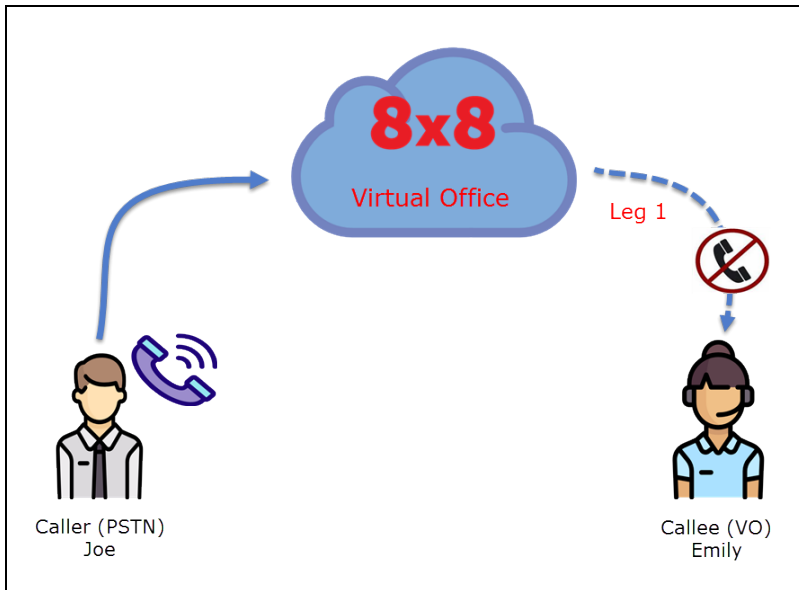 8x8
Virtual Office
Leg 1
Caller (PSTN)
Joe
Callee (VO)
Emily